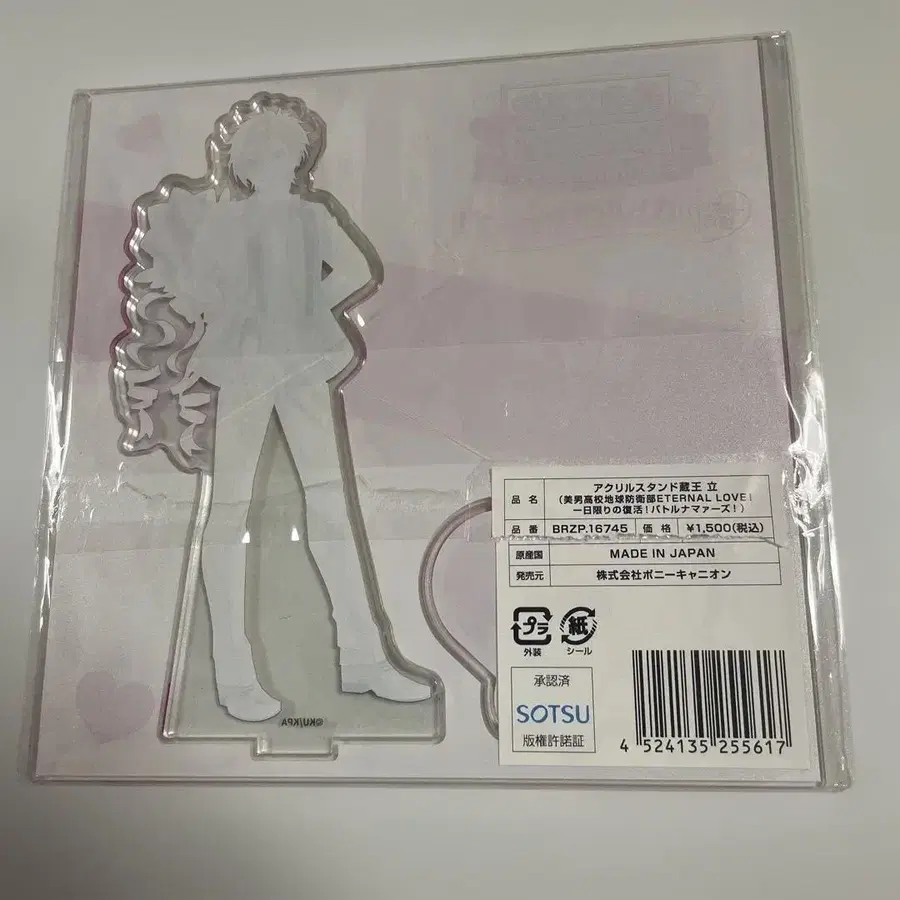 品名 アクリルスタンド蔵王 立
(美男高校地球防衛部ETERNAL LOVE!
一日限りの復活!バトルナマァーズ!)
品番 BRZP.16745 価格 ¥1,500(税込)
原産国 MADE IN JAPAN
発売元 株式会社ポニーキャニオン
プラ 紙
外装 シール
承認済
SOTSU
版権許諾証
4 524135 255617
©KU/KPA